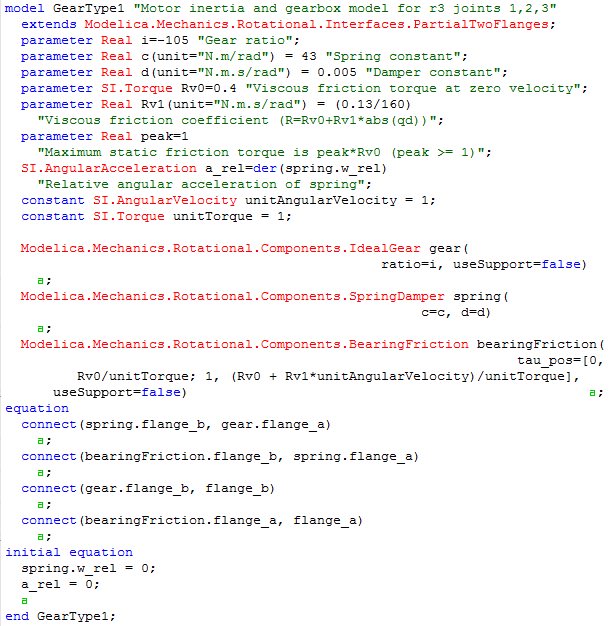 model GearType1 "Motor inertia and gearbox model for r3 joints 1,2,3"
extends Modelica.Mechanics.Rotational.Interfaces.PartialTwoFlanges;
parameter Real i=-105 "Gear ratio";
parameter Real c(unit="N.m/rad") = 43 "Spring constant";
parameter Real d(unit="N.m.s/rad") = 0.005 "Damper constant";
parameter SI.Torque Rv0=0.4 "Viscous friction torque at zero velocity";
parameter Real Rv1(unit="N.m.s/rad") = (0.13/160)
"Viscous friction coefficient (R=Rv0+Rv1*abs(qd))";
parameter Real peak=1
"Maximum static friction torque is peak*Rv0 (peak >= 1)";
SI.AngularAcceleration a_rel=der(spring.w_rel)
"Relative angular acceleration of spring";
constant SI.AngularVelocity unitAngularVelocity = 1;
constant SI.Torque unitTorque = 1;
Modelica.Mechanics.Rotational.Components.IdealGear gear(
ratio=i, useSupport=false)
a;
Modelica.Mechanics.Rotational.Components.SpringDamper spring(
c=c, d=d)
a;
Modelica.Mechanics.Rotational.Components.BearingFriction bearingFriction(
tau_pos=[0,
Rv0/unitTorque; 1, (Rv0 + Rv1*unitAngularVelocity)/unitTorque],
useSupport=false) a;
equation
connect(spring.flange_b, gear.flange_a)
a;
connect(bearingFriction.flange_b, spring.flange_a)
a;
connect(gear.flange_b, flange_b)
a;
connect(bearingFriction.flange_a, flange_a)
a;
initial equation
spring.w_rel = 0;
a_rel = 0;
a
end GearType1;